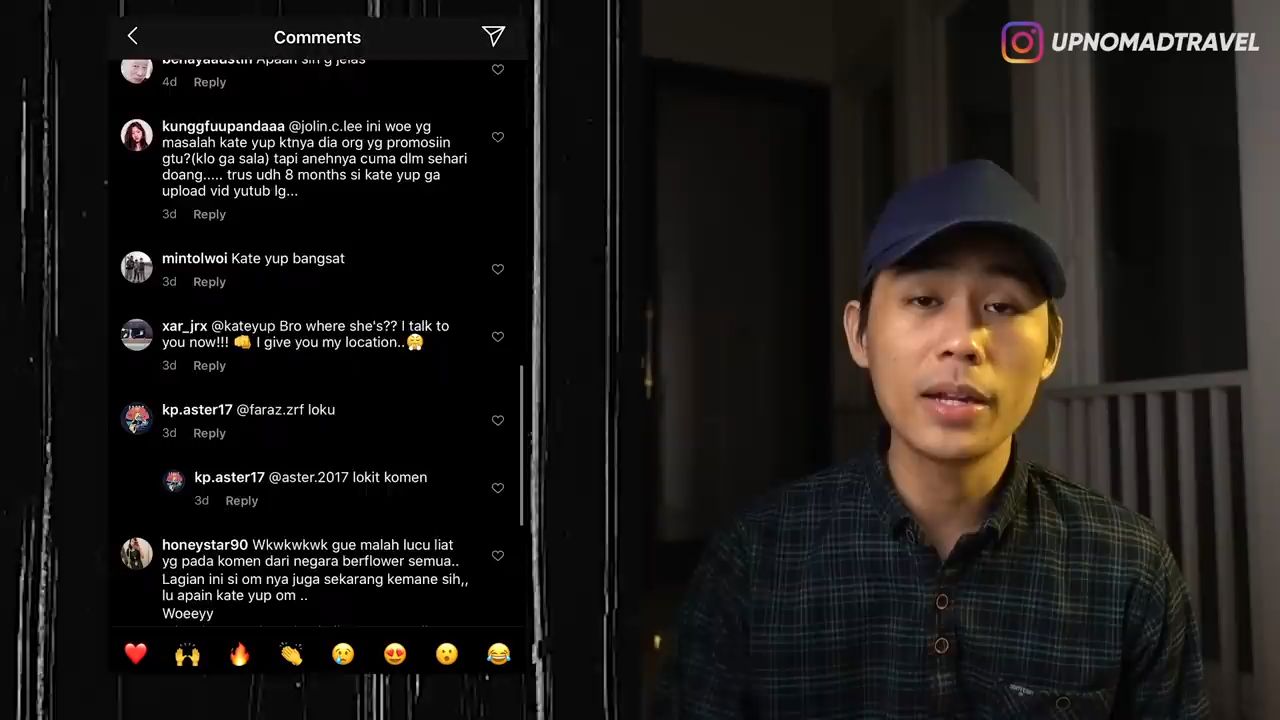 Comments
UPNOMADTRAVEL
benayaaustin Apaan sih g jelas
4d Reply
kunggfuupandaaa @jolin.c.lee ini woe yg
masalah kate yup ktnya dia org yg promosiin
gtu?(klo ga sala) tapi anehnya cuma dlm sehari
doang..... trus udh 8 months si kate yup ga
upload vid yutub lg...
3d Reply
mintolwoi Kate yup bangsat
3d Reply
xar_jrx @kateyup Bro where she's?? I talk to
you now!!! 👊 I give you my location..😤
3d Reply
kp.aster17 @faraz.zrf loku
3d Reply
kp.aster17 @aster.2017 lokit komen
3d Reply
honeystar90 Wkwkwkwk gue malah lucu liat
yg pada komen dari negara berflower semua..
Lagian ini si om nya juga sekarang kemane sih,,
lu apain kate yup om ..
Woeeyy